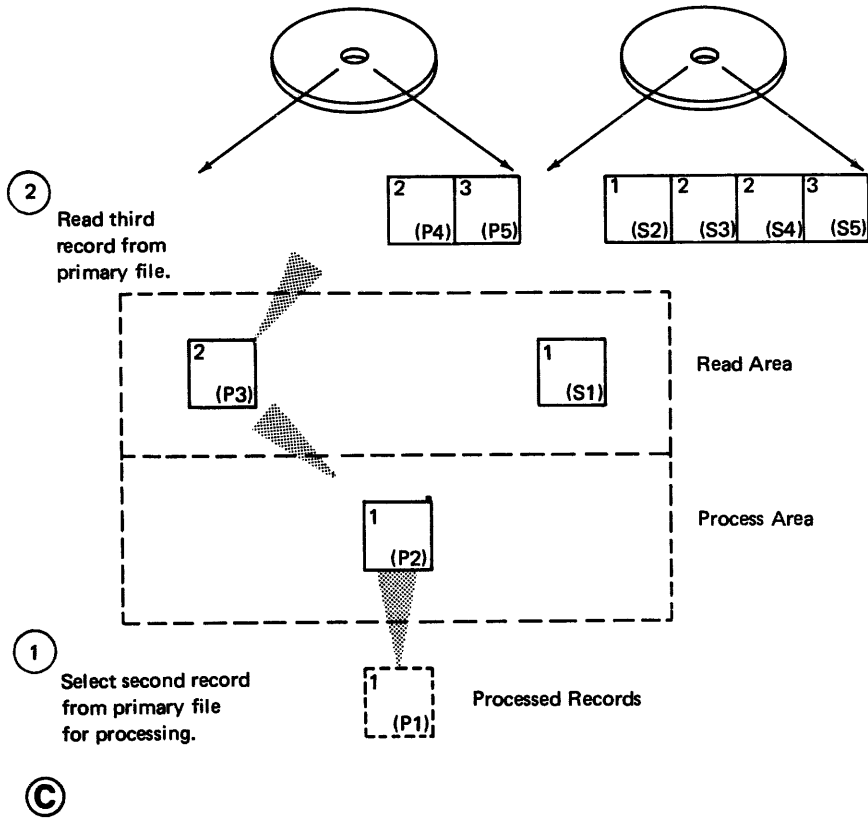 2
Read third
record from
primary file.
2 3
(P4) (P5)
1 2 2 3
(S2) (S3) (S4) (S5)
2
(P3)
1
(S1)
Read Area
1
(P2)
Process Area
1
Select second record
from primary file
for processing.
1
(P1)
Processed Records
C